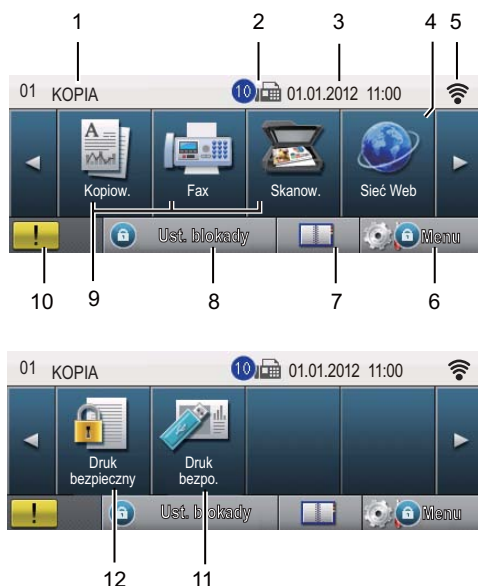 1 2 3 4 5
01 KOPIA 10 01.01.2012 11:00
A
Kopiow. Fax Skanow. Sieć Web
! Ust. blokady Menu
10 9 8 7 6
01 KOPIA 10 01.01.2012 11:00
Druk bezpieczny
Druk bezpo.
! Ust. blokady Menu
12 11